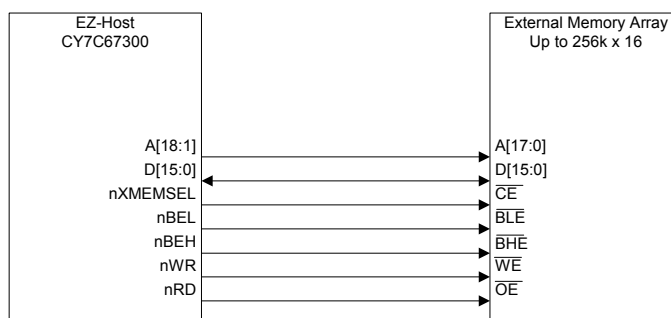 EZ-Host
CY7C67300
External Memory Array
Up to 256k x 16
A[18:1]
A[17:0]
D[15:0]
D[15:0]
nXMEMSEL
CE
nBEL
BLE
nBEH
BHE
nWR
WE
nRD
OE